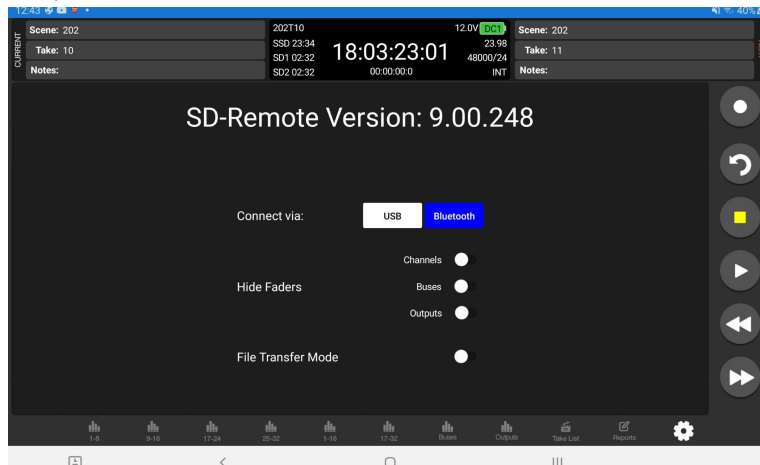 12:43
40%
CURRENT
Scene: 202
Take: 10
Notes:
202T10
SSD 23:34
SD1 02:32
SD2 02:32
18:03:23:01
00:00:00:0
12.0V DC1
23.98
48000/24
INT
Scene: 202
Take: 11
Notes:
SD-Remote Version: 9.00.248
Connect via:
USB
Bluetooth
Hide Faders
Channels
Buses
Outputs
File Transfer Mode
1-8
9-16
17-24
25-32
1-16
17-32
Buses
Outputs
Take List
Reports